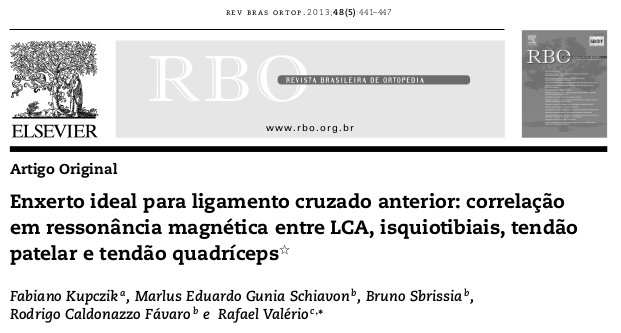 REV BRAS ORTOP. 2013;48(5):441–447
ELSEVIER
RBO
REVISTA BRASILEIRA DE ORTOPEDIA
www.rbo.org.br
RBO
Artigo Original
Enxerto ideal para ligamento cruzado anterior: correlação
em ressonância magnética entre LCA, isquiotibiais, tendão
patelar e tendão quadríceps☆
Fabiano Kupczik a, Marlus Eduardo Gunia Schiavon b, Bruno Sbrissia b,
Rodrigo Caldonazzo Fávaro b e Rafael Valério c,*